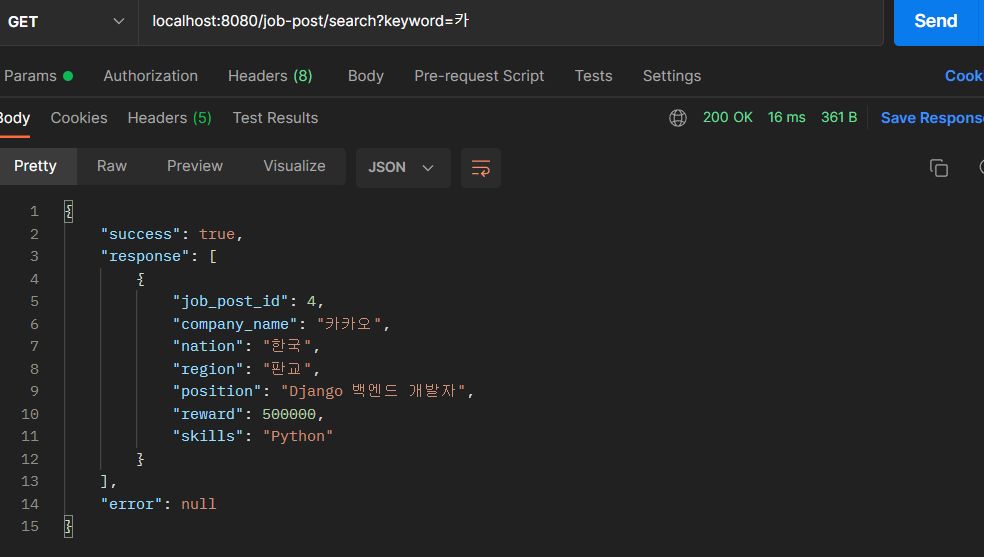 GET localhost:8080/job-post/search?keyword=카 Send
Params Authorization Headers (8) Body Pre-request Script Tests Settings
Body Cookies Headers (5) Test Results 200 OK 16 ms 361 B
Pretty Raw Preview Visualize JSON
1 {
2 "success": true,
3 "response": [
4 {
5 "job_post_id": 4,
6 "company_name": "카카오",
7 "nation": "한국",
8 "region": "판교",
9 "position": "Django 백엔드 개발자",
10 "reward": 500000,
11 "skills": "Python"
12 }
13 ],
14 "error": null
15 }